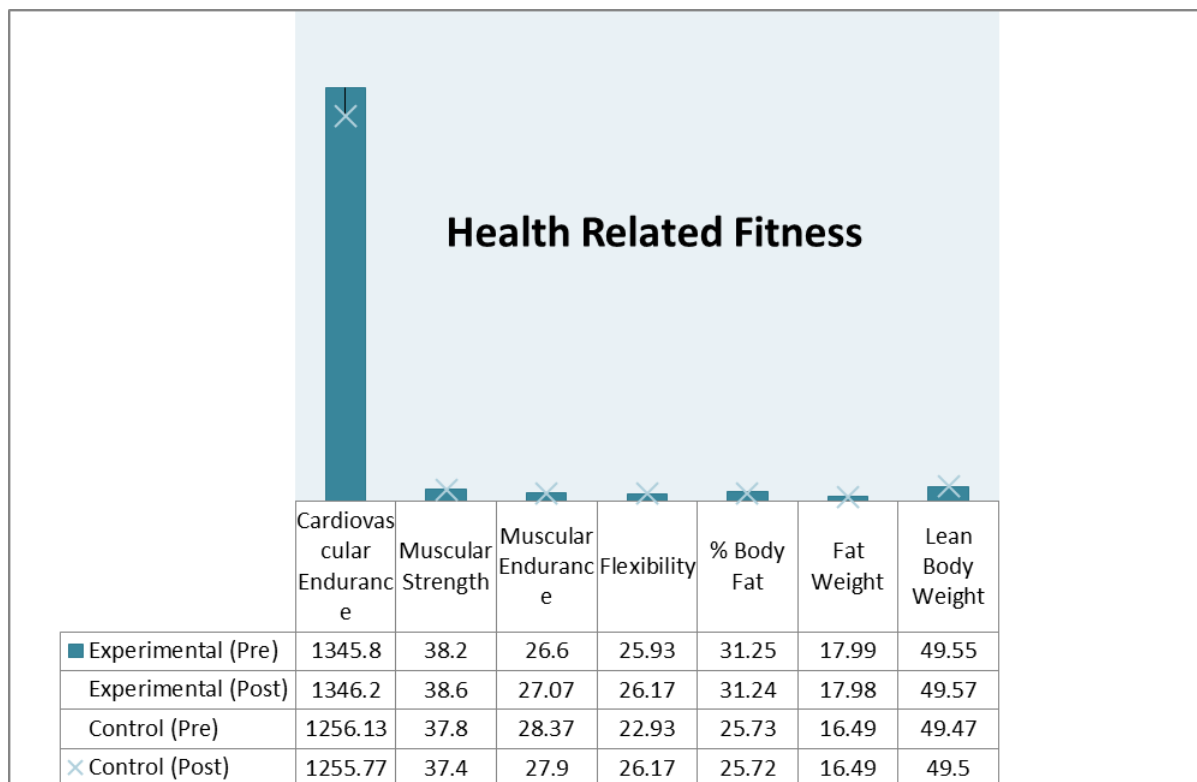 Health Related Fitness
Cardiovas
cular
Enduranc
e
Muscular
Strength
Muscular
Enduranc
e
Flexibility
% Body
Fat
Fat
Weight
Lean
Body
Weight
Experimental (Pre) 1345.8 38.2 26.6 25.93 31.25 17.99 49.55
Experimental (Post) 1346.2 38.6 27.07 26.17 31.24 17.98 49.57
Control (Pre) 1256.13 37.8 28.37 22.93 25.73 16.49 49.47
Control (Post) 1255.77 37.4 27.9 26.17 25.72 16.49 49.5